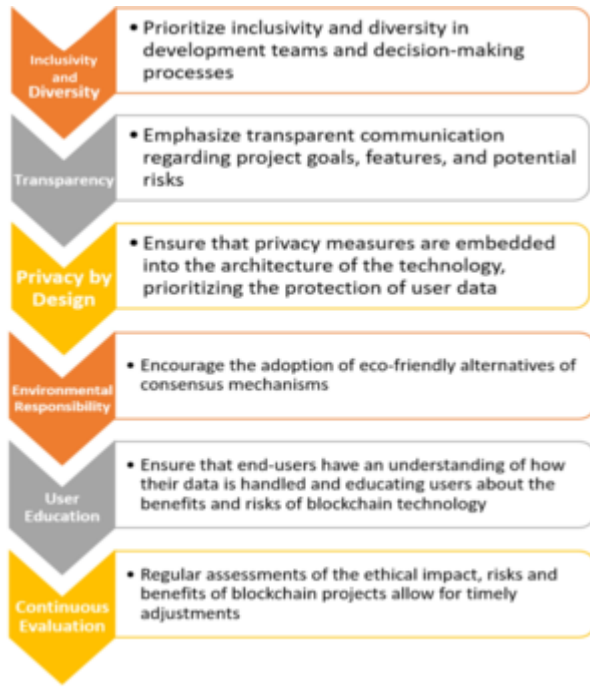 Inclusivity
and
Diversity
• Prioritize inclusivity and diversity in
development teams and decision-making
processes
Transparency
• Emphasize transparent communication
regarding project goals, features, and potential
risks
Privacy by
Design
• Ensure that privacy measures are embedded
into the architecture of the technology,
prioritizing the protection of user data
Environmental
Responsibility
• Encourage the adoption of eco-friendly alternatives of
consensus mechanisms
User
Education
• Ensure that end-users have an understanding of how
their data is handled and educating users about the
benefits and risks of blockchain technology
Continuous
Evaluation
• Regular assessments of the ethical impact, risks and
benefits of blockchain projects allow for timely
adjustments